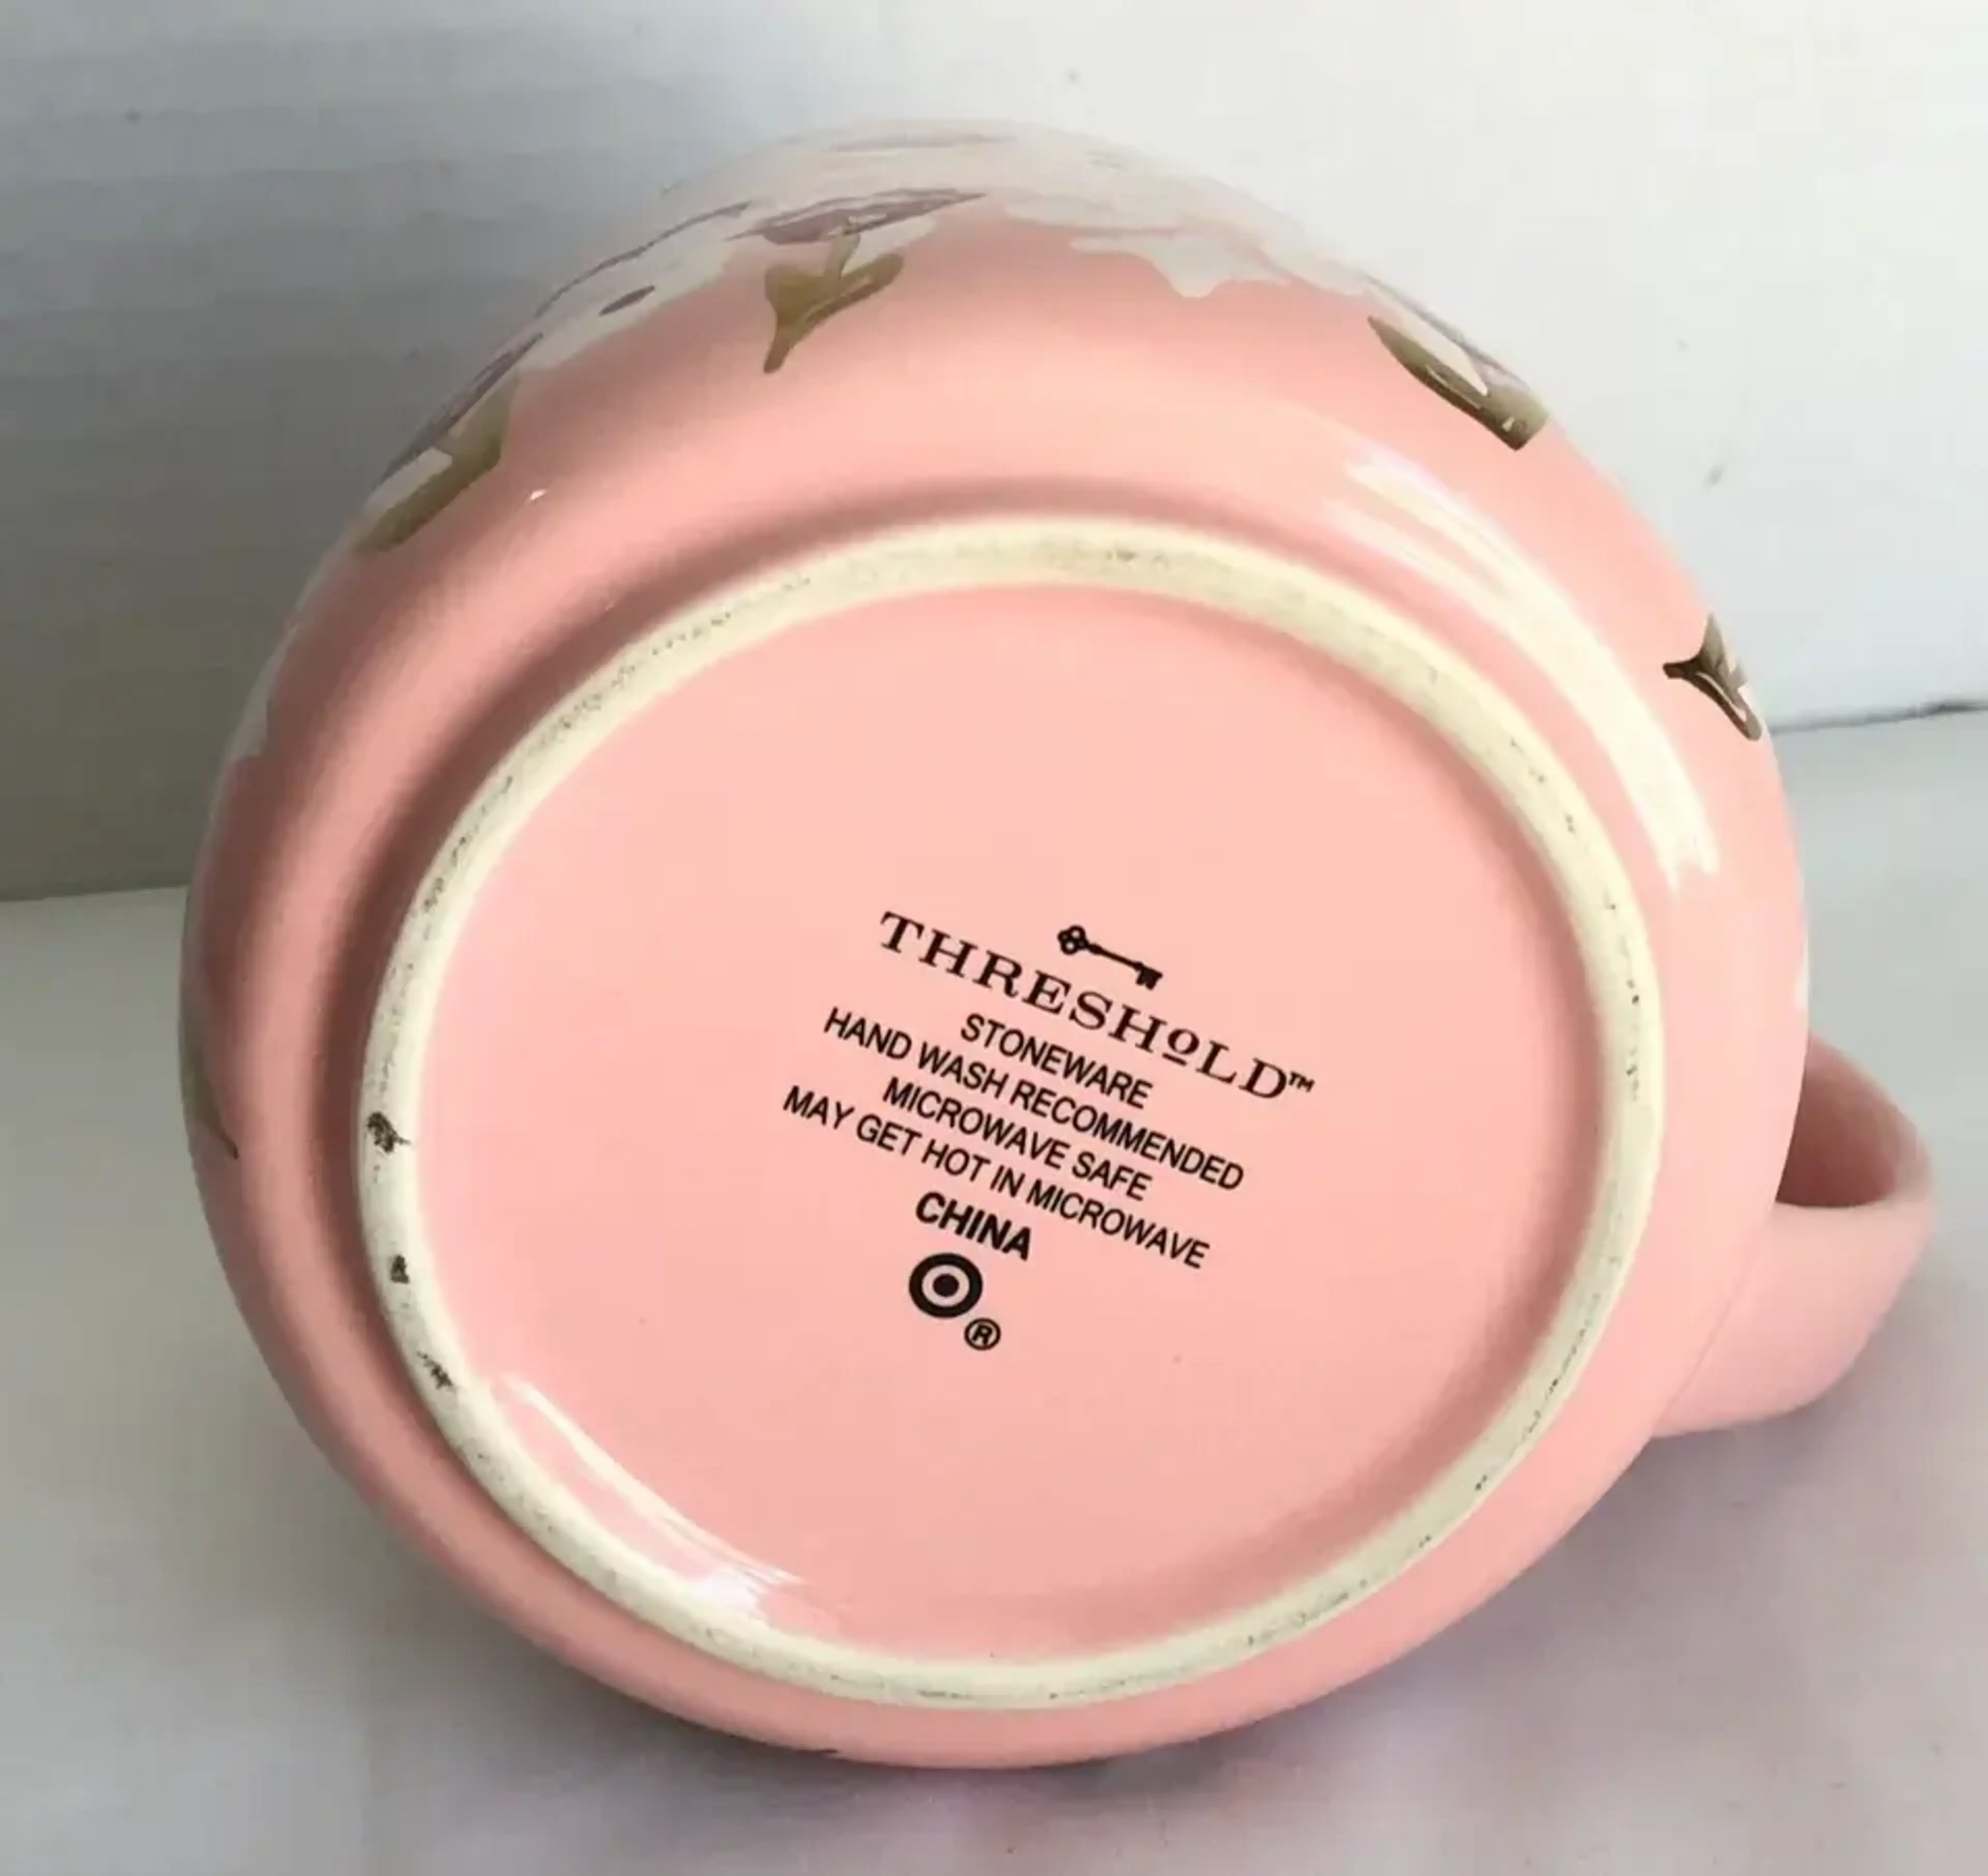 THRESHOLD™
STONEWARE
HAND WASH RECOMMENDED
MICROWAVE SAFE
MAY GET HOT IN MICROWAVE
CHINA
®